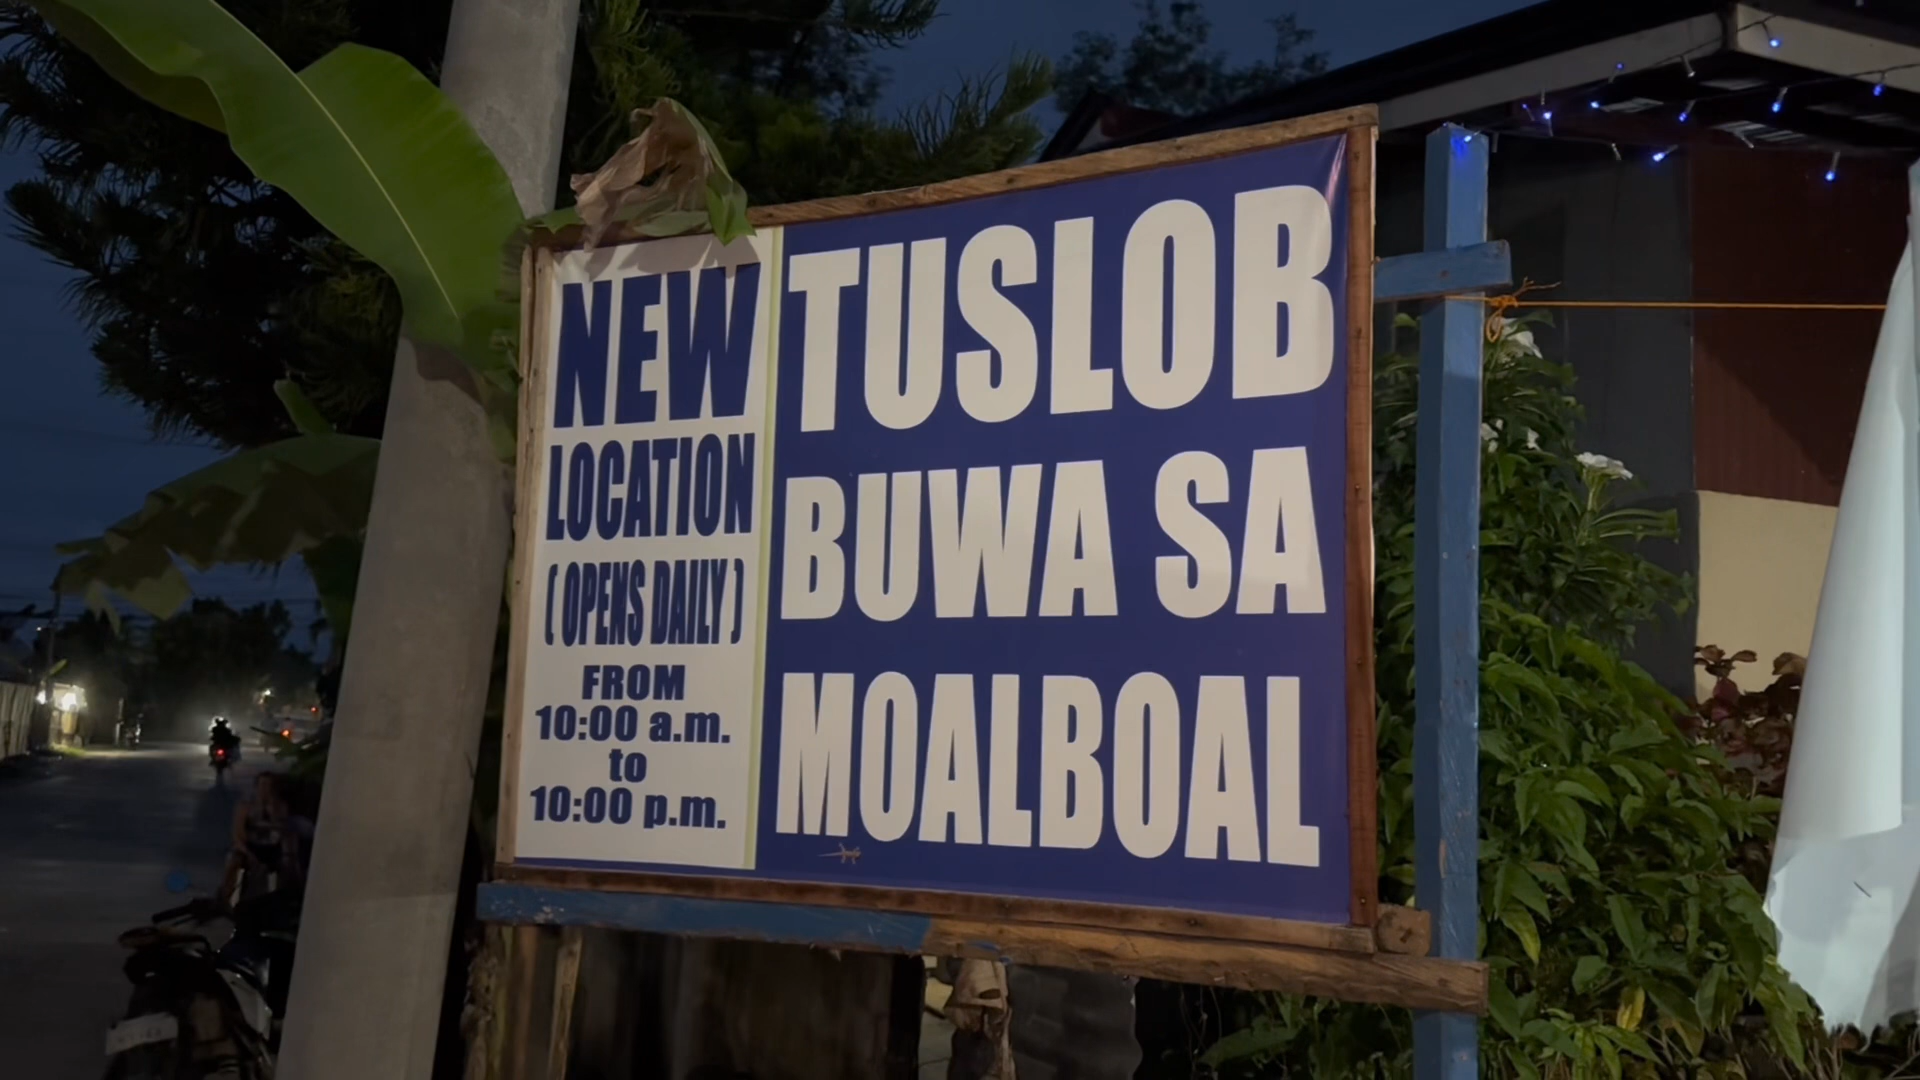 NEW
LOCATION
( OPENS DAILY )
FROM
10:00 a.m.
to
10:00 p.m.
TUSLOB
BUWA SA
MOALBOAL